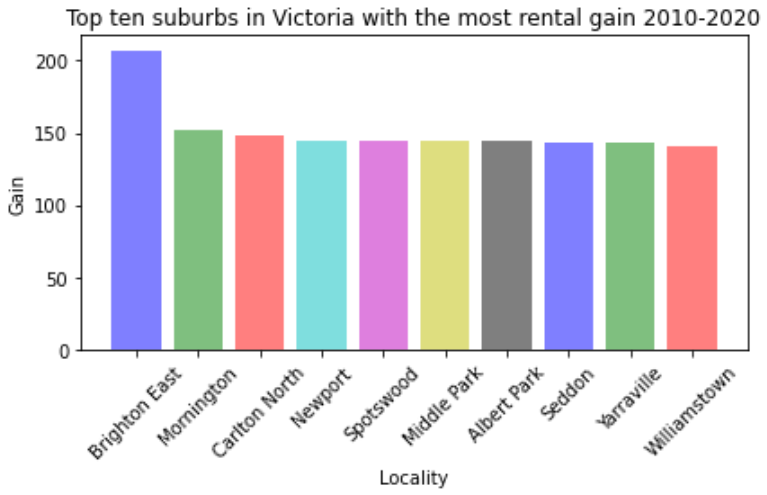 Top ten suburbs in Victoria with the most rental gain 2010-2020
Gain
200
150
100
50
0
Brighton East
Mornington
Carlton North
Newport
Spotswood
Middle Park
Albert Park
Seddon
Yarraville
Williamstown
Locality